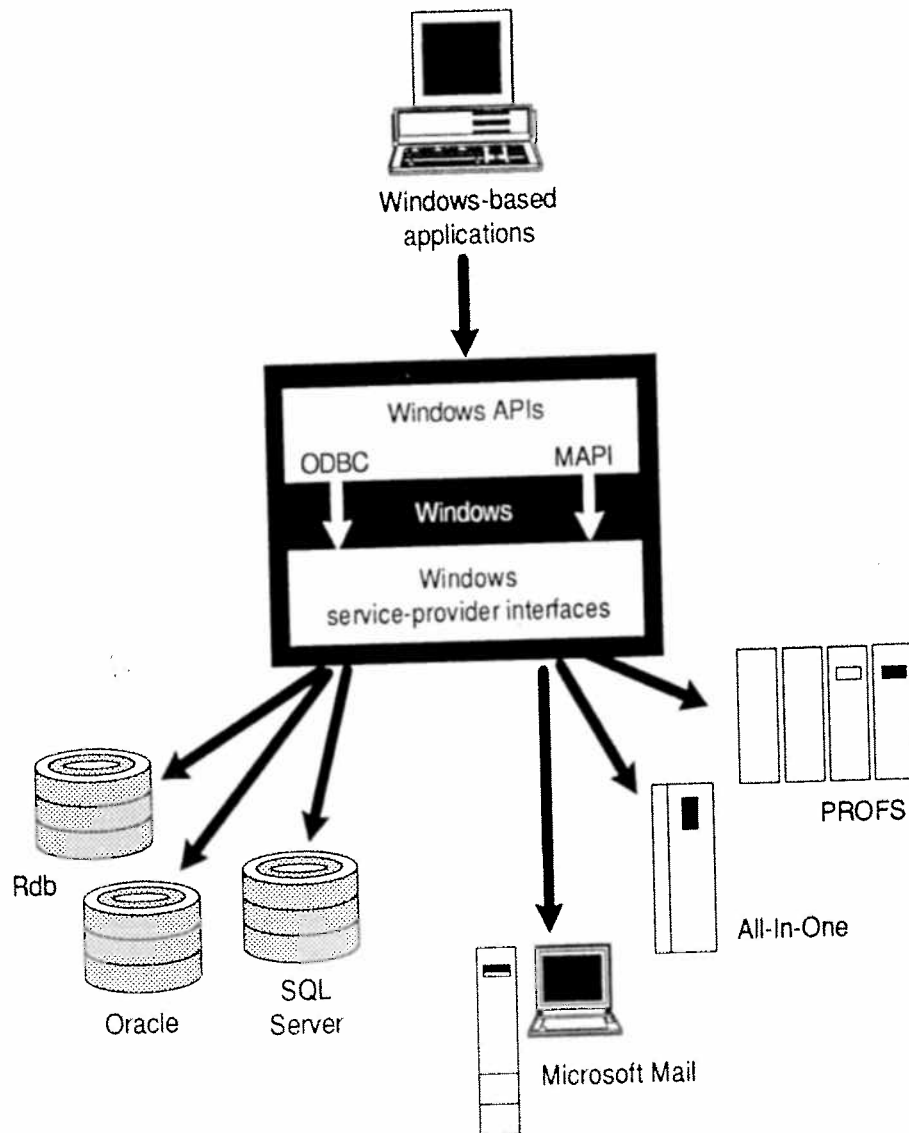 Windows-based
applications
Windows APIs
ODBC
MAPI
Windows
Windows
service-provider interfaces
PROFS
Rdb
All-In-One
Oracle
SQL
Server
Microsoft Mail